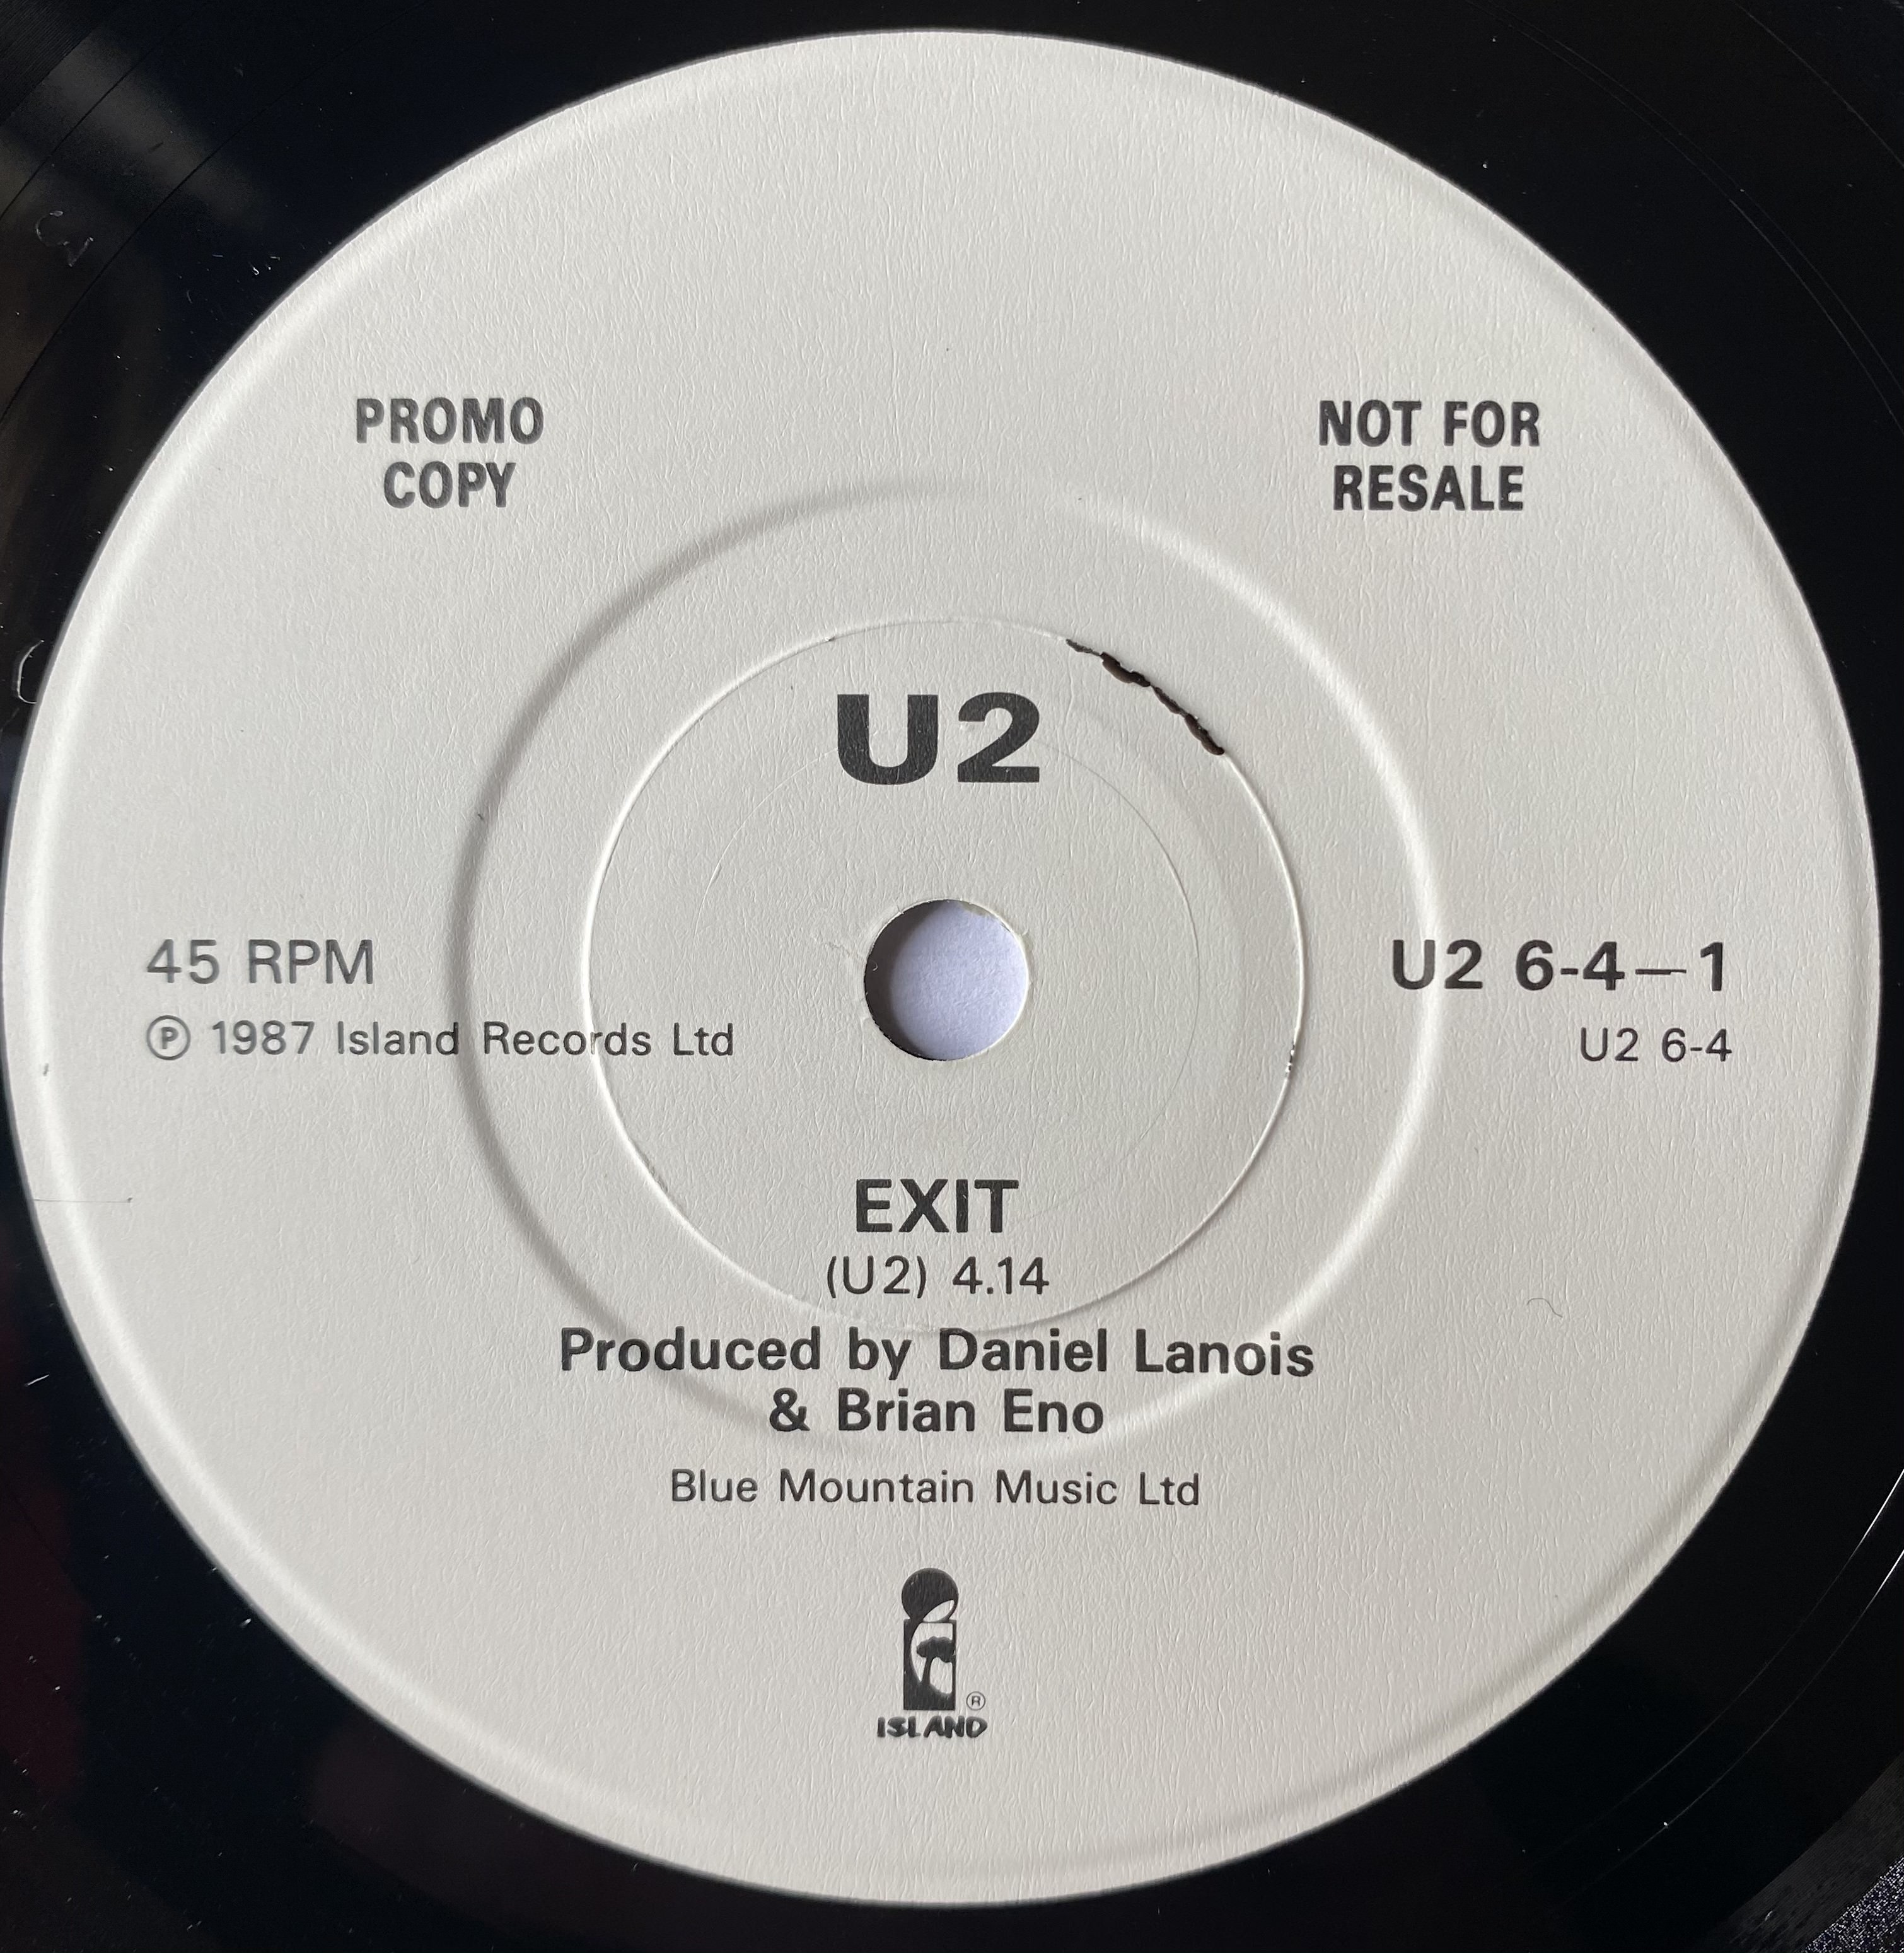 PROMO
COPY
NOT FOR
RESALE
U2
45 RPM
℗ 1987 Island Records Ltd
U2 6-4—1
U2 6-4
EXIT
(U2) 4.14
Produced by Daniel Lanois
& Brian Eno
Blue Mountain Music Ltd
®
ISLAND